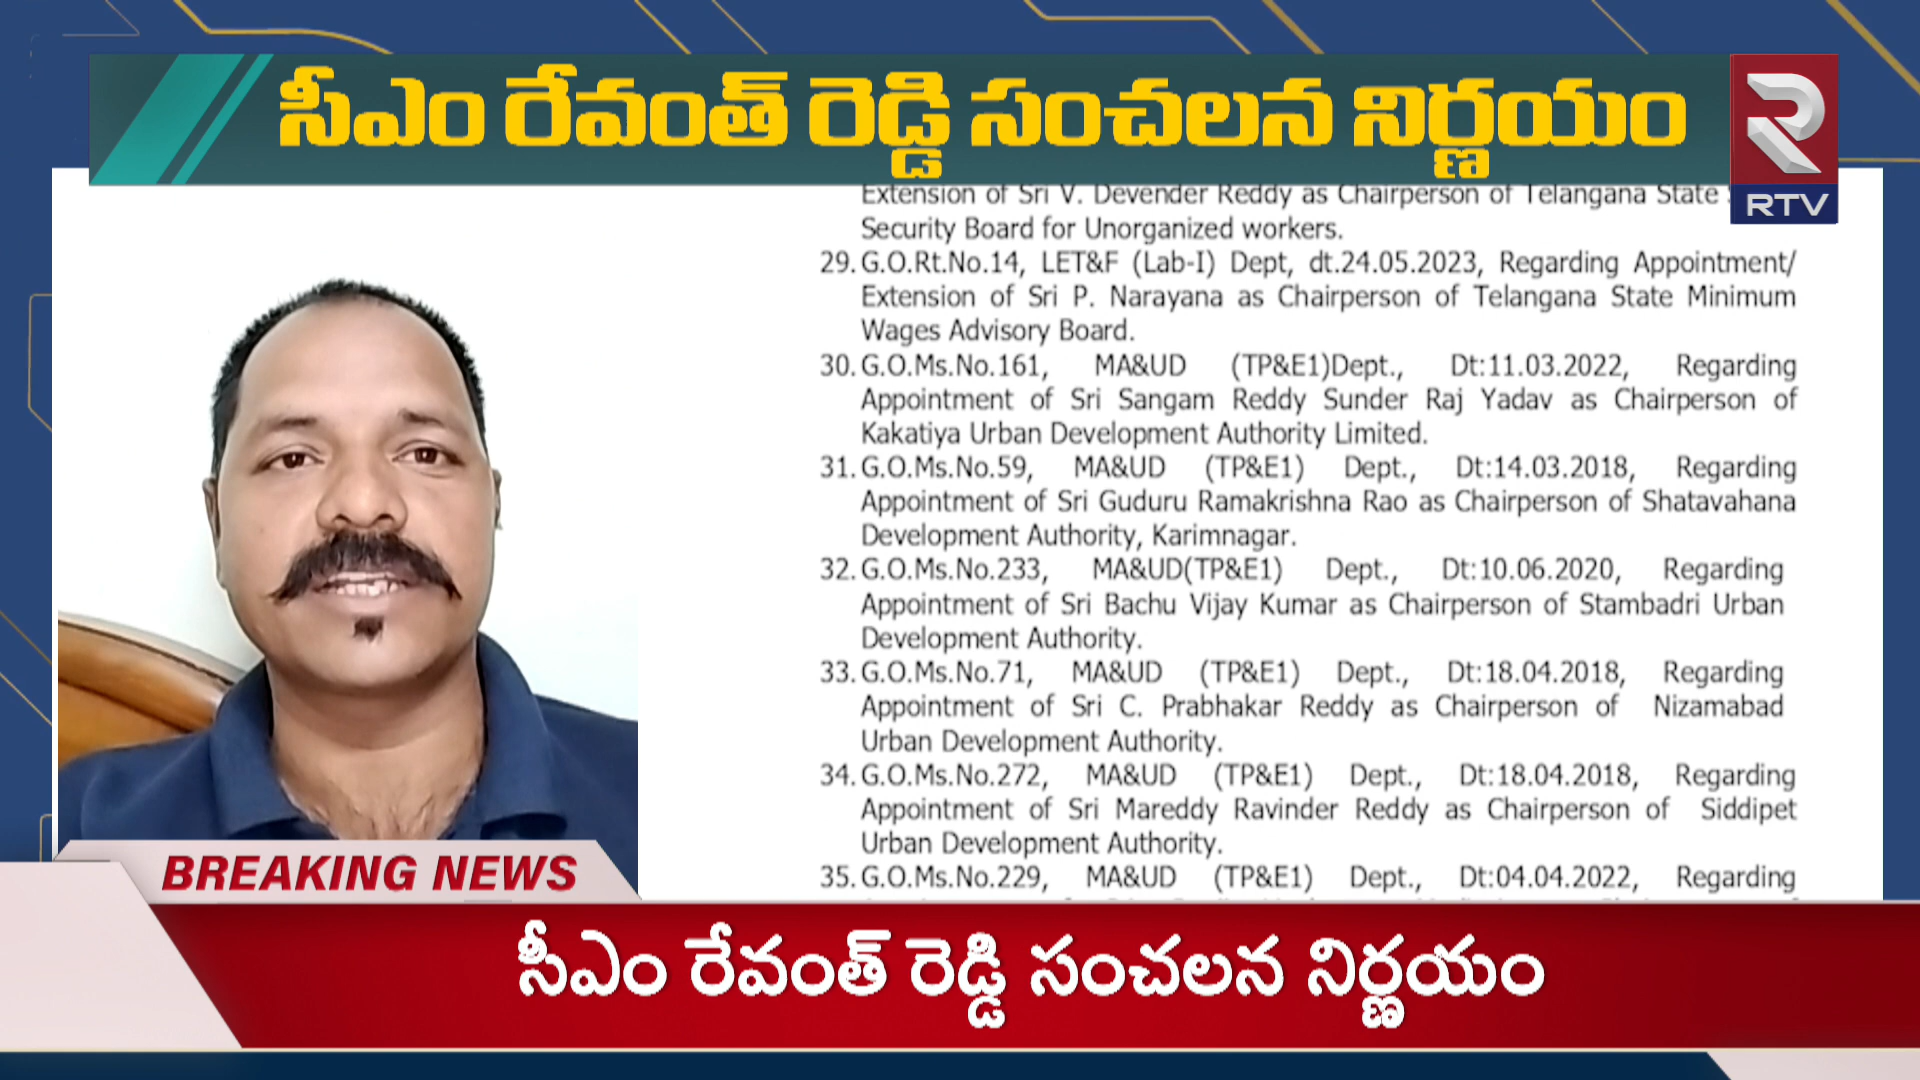 సీఎం రేవంత్ రెడ్డి సంచలన నిర్ణయం
RTV
Extension of Sri V. Devender Reddy as Chairperson of Telangana State
Security Board for Unorganized workers.
29. G.O.Rt.No.14, LET&F (Lab-I) Dept, dt.24.05.2023, Regarding Appointment/
Extension of Sri P. Narayana as Chairperson of Telangana State Minimum
Wages Advisory Board.
30. G.O.Ms.No.161, MA&UD (TP&E1)Dept., Dt:11.03.2022, Regarding
Appointment of Sri Sangam Reddy Sunder Raj Yadav as Chairperson of
Kakatiya Urban Development Authority Limited.
31. G.O.Ms.No.59, MA&UD (TP&E1) Dept., Dt:14.03.2018, Regarding
Appointment of Sri Guduru Ramakrishna Rao as Chairperson of Shatavahana
Development Authority, Karimnagar.
32. G.O.Ms.No.233, MA&UD(TP&E1) Dept., Dt:10.06.2020, Regarding
Appointment of Sri Bachu Vijay Kumar as Chairperson of Stambadri Urban
Development Authority.
33. G.O.Ms.No.71, MA&UD (TP&E1) Dept., Dt:18.04.2018, Regarding
Appointment of Sri C. Prabhakar Reddy as Chairperson of Nizamabad
Urban Development Authority.
34. G.O.Ms.No.272, MA&UD (TP&E1) Dept., Dt:18.04.2018, Regarding
Appointment of Sri Mareddy Ravinder Reddy as Chairperson of Siddipet
Urban Development Authority.
35. G.O.Ms.No.229, MA&UD (TP&E1) Dept., Dt:04.04.2022, Regarding
BREAKING NEWS
సీఎం రేవంత్ రెడ్డి సంచలన నిర్ణయం